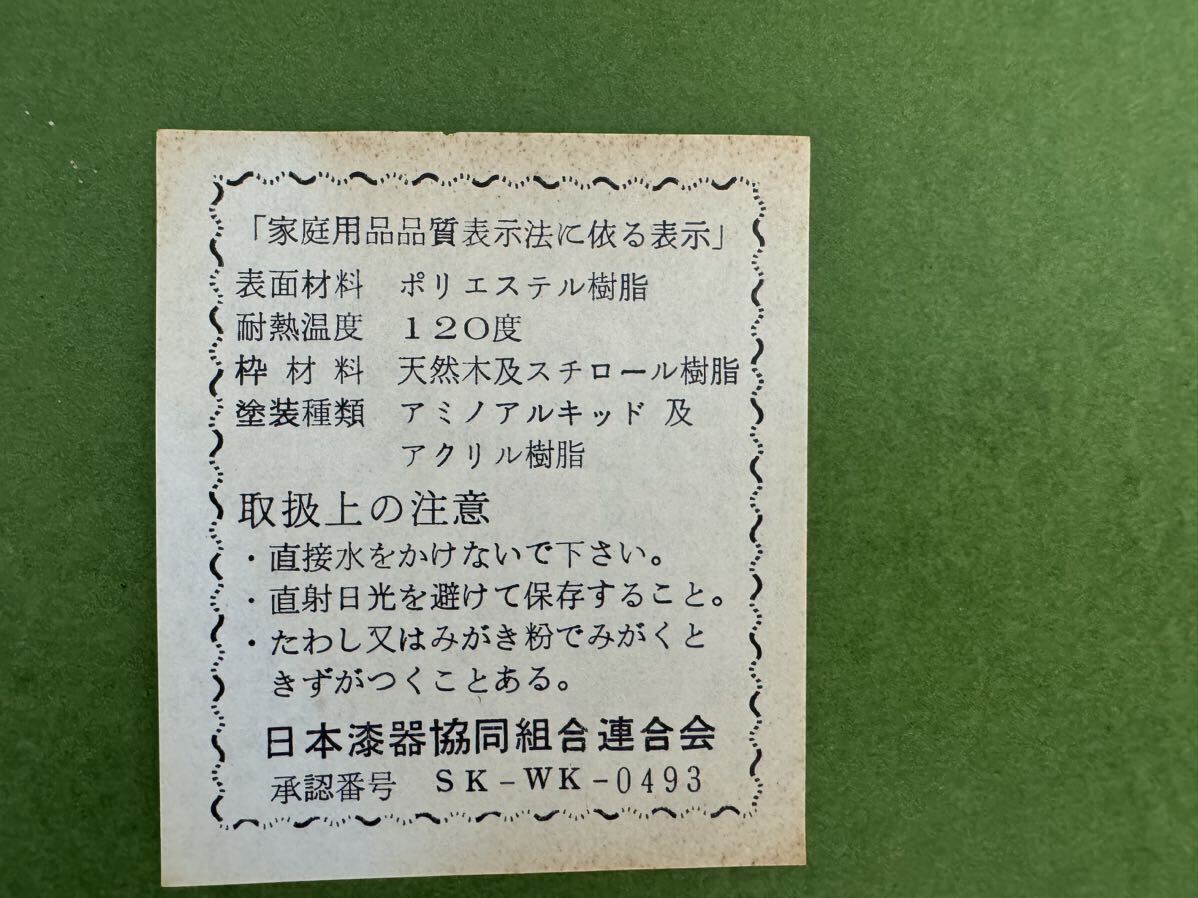 「家庭用品品質表示法に依る表示」
表面材料 ポリエステル樹脂
耐熱温度 120度
枠材料 天然木及スチロール樹脂
塗装種類 アミノアルキッド 及
アクリル樹脂
取扱上の注意
・直接水をかけないで下さい。
・直射日光を避けて保存すること。
・たわし又はみがき粉でみがくと
きずがつくことある。
日本漆器協同組合連合会
承認番号 SK-WK-0493